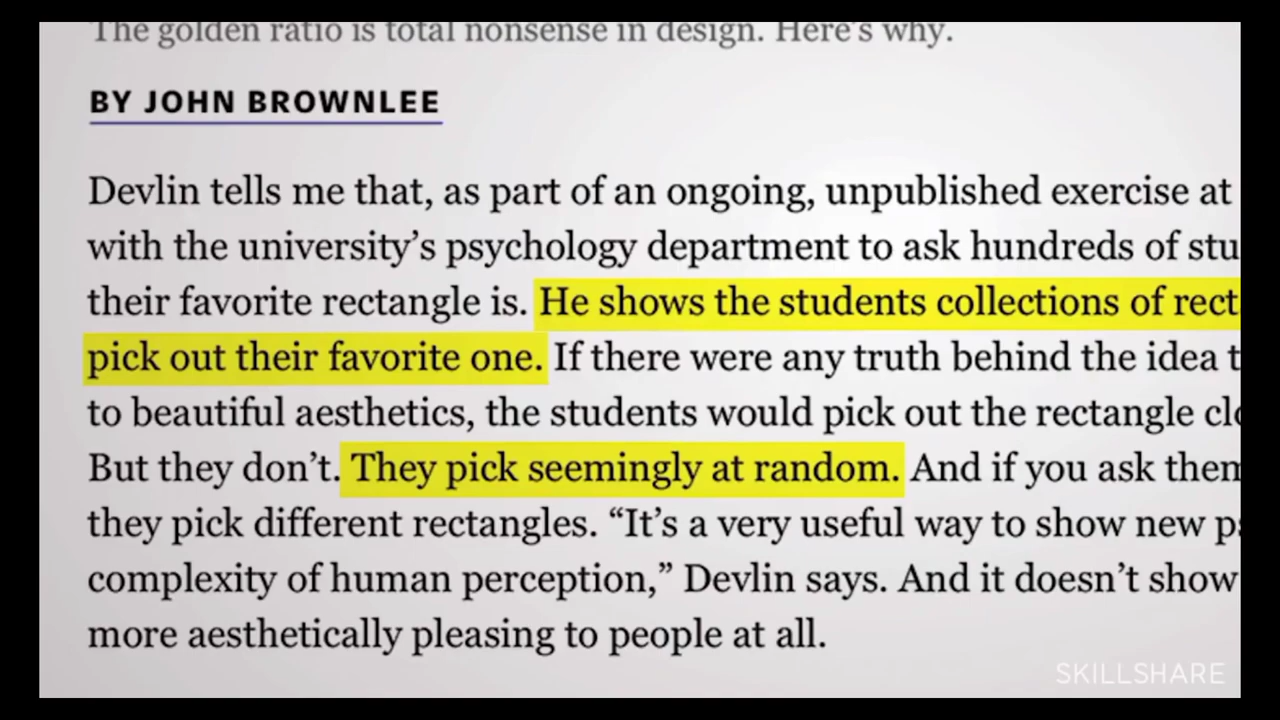 The golden ratio is total nonsense in design. Here's why.
BY JOHN BROWNLEE
Devlin tells me that, as part of an ongoing, unpublished exercise at
with the university’s psychology department to ask hundreds of stu
their favorite rectangle is. He shows the students collections of rect
pick out their favorite one. If there were any truth behind the idea t
to beautiful aesthetics, the students would pick out the rectangle clo
But they don’t. They pick seemingly at random. And if you ask them
they pick different rectangles. “It’s a very useful way to show new ps
complexity of human perception,” Devlin says. And it doesn’t show
more aesthetically pleasing to people at all.
SKILLSHARE